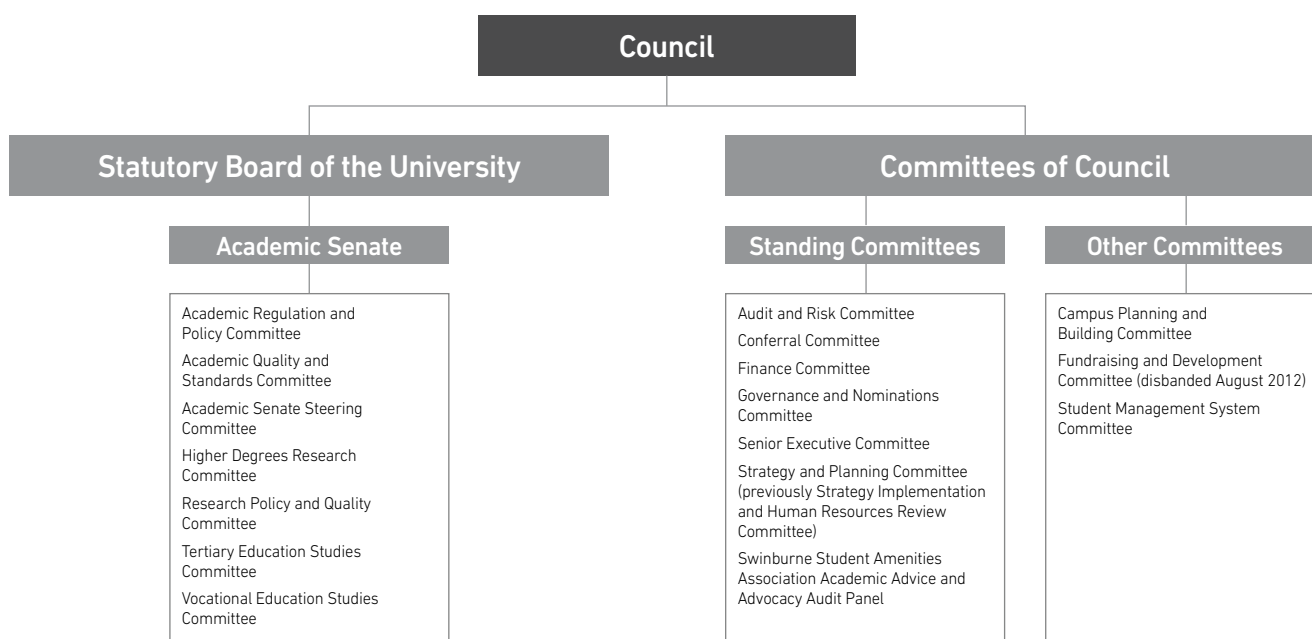 Council
Statutory Board of the University
Committees of Council
Academic Senate
Standing Committees
Other Committees
Academic Regulation and
Policy Committee
Academic Quality and
Standards Committee
Academic Senate Steering
Committee
Higher Degrees Research
Committee
Research Policy and Quality
Committee
Tertiary Education Studies
Committee
Vocational Education Studies
Committee
Audit and Risk Committee
Conferral Committee
Finance Committee
Governance and Nominations
Committee
Senior Executive Committee
Strategy and Planning Committee
(previously Strategy Implementation
and Human Resources Review
Committee)
Swinburne Student Amenities
Association Academic Advice and
Advocacy Audit Panel
Campus Planning and
Building Committee
Fundraising and Development
Committee (disbanded August 2012)
Student Management System
Committee